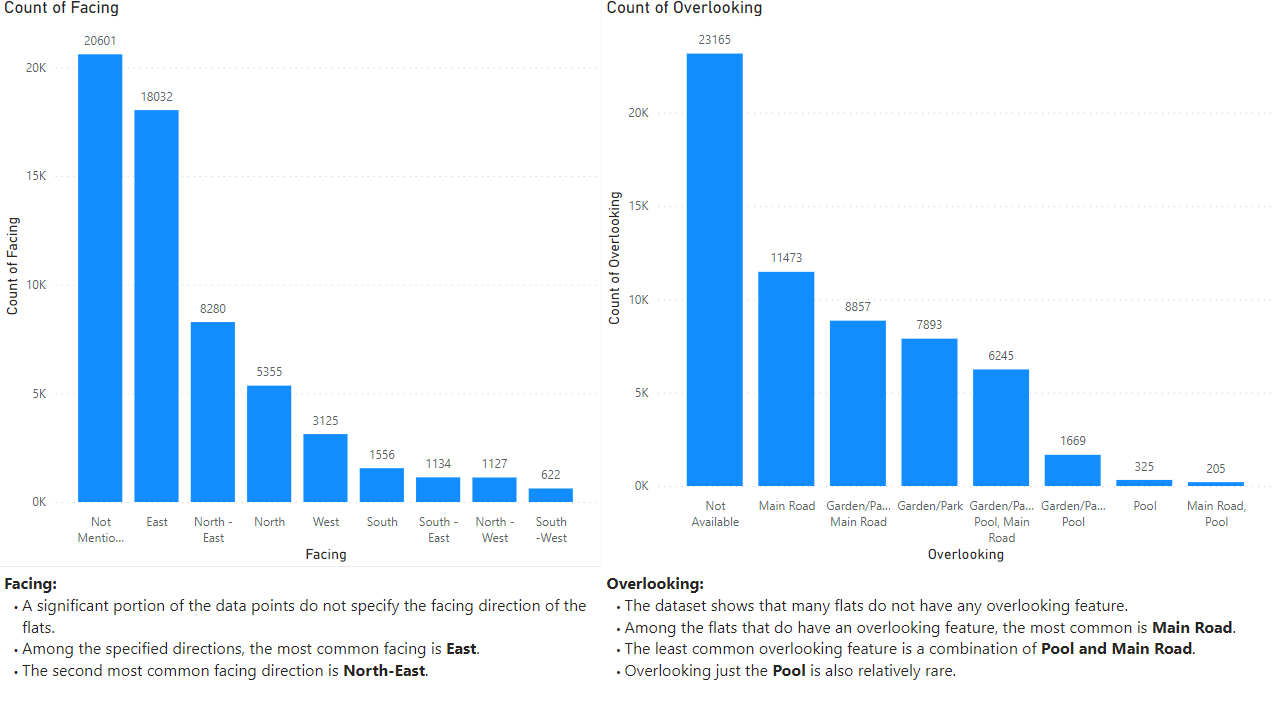 Count of Facing
20601
20K
18032
15K
10K
8280
5355
5K
3125
1556
1134
1127
622
0K
Count of Facing
Not
Mentio...
East
North -
East
North
West
South
South -
East
North -
West
South
-West
Facing
Facing:
• A significant portion of the data points do not specify the facing direction of the
flats.
• Among the specified directions, the most common facing is East.
• The second most common facing direction is North-East.
Count of Overlooking
23165
20K
15K
11473
10K
8857
7893
6245
5K
1669
325
205
0K
Count of Overlooking
Not
Available
Main Road
Garden/Pa...
Main Road
Garden/Park
Garden/Pa...
Pool, Main
Road
Garden/Pa...
Pool
Pool
Main Road,
Pool
Overlooking
Overlooking:
• The dataset shows that many flats do not have any overlooking feature.
• Among the flats that do have an overlooking feature, the most common is Main Road.
• The least common overlooking feature is a combination of Pool and Main Road.
• Overlooking just the Pool is also relatively rare.